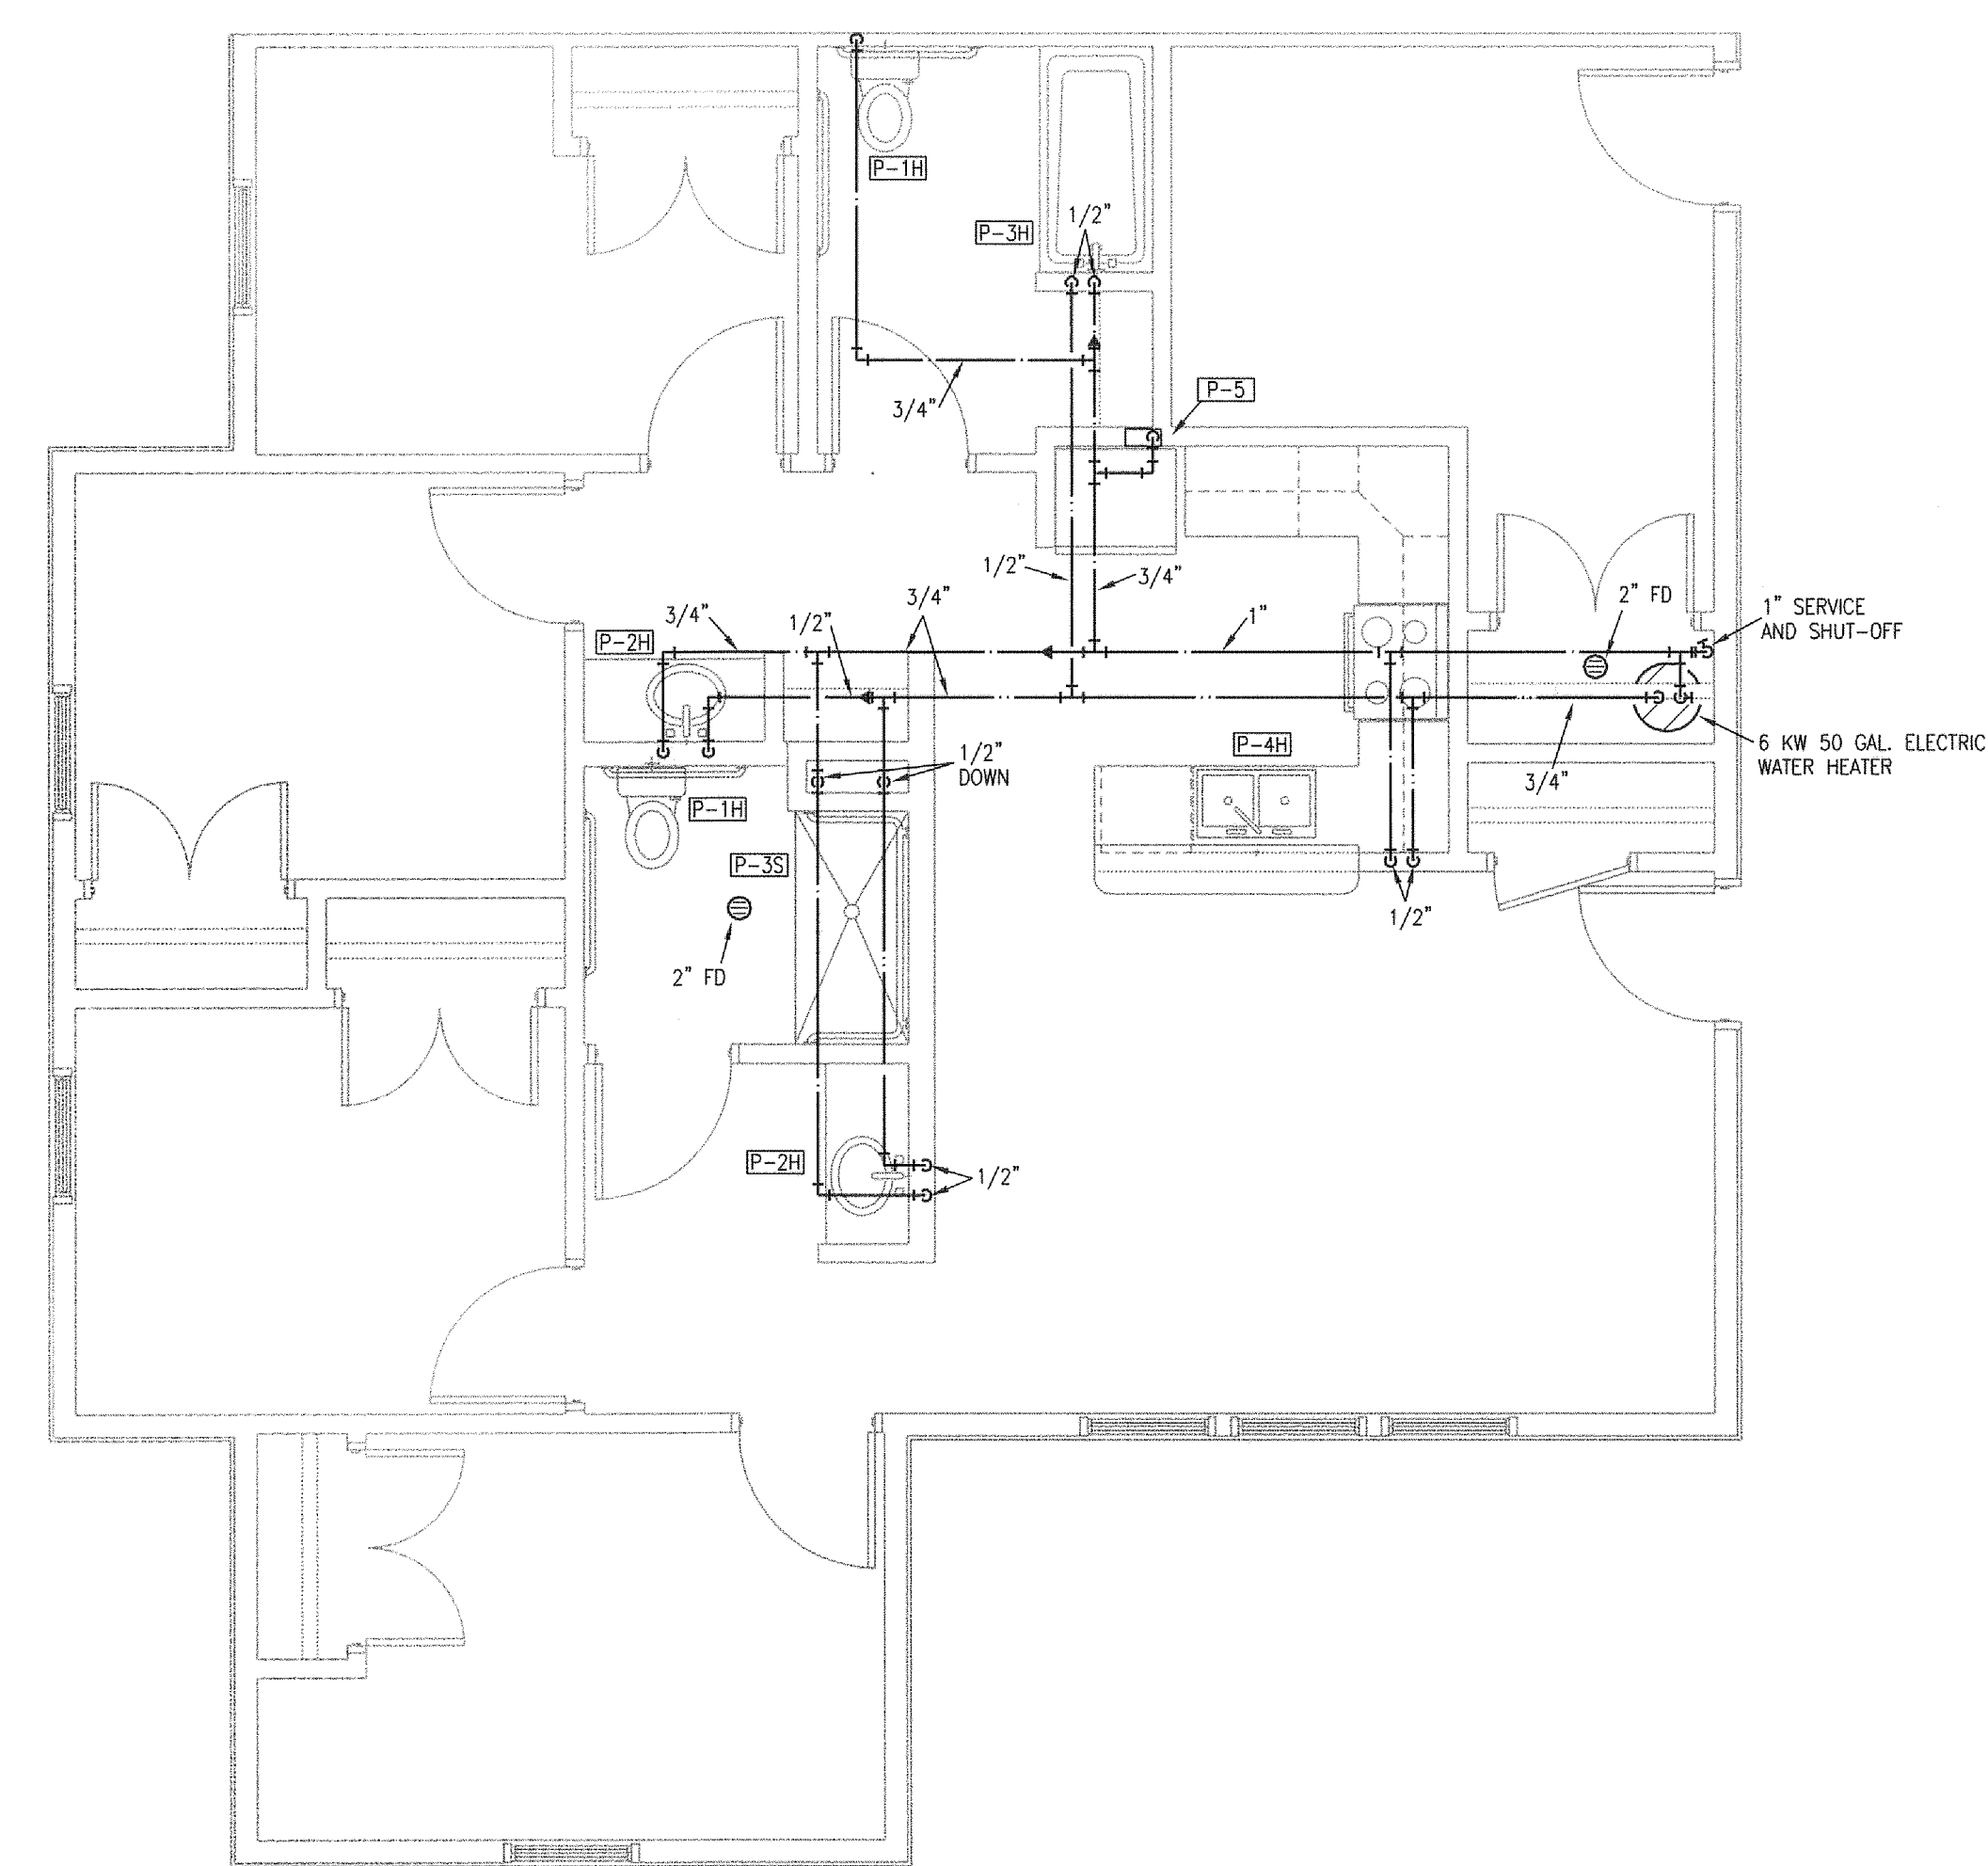 P-1H
1/2"
P-3H
P-5
3/4"
1/2"
3/4"
2" FD
1" SERVICE
AND SHUT-OFF
3/4"
1/2"
3/4"
1"
P-2H
6 KW 50 GAL. ELECTRIC
WATER HEATER
P-4H
1/2"
DOWN
3/4"
P-1H
P-3S
1/2"
2" FD
P-2H
1/2"